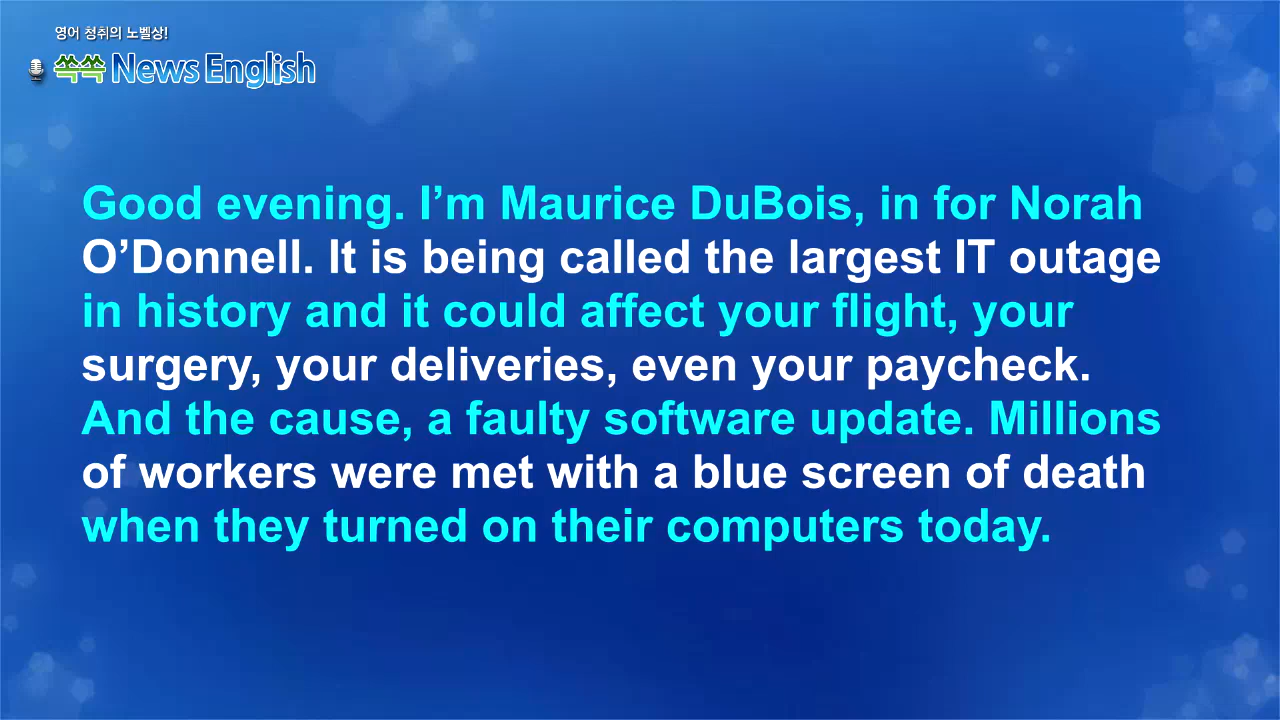 영어 청취의 노벨상!
쏙쏙 News English
Good evening. I’m Maurice DuBois, in for Norah
O’Donnell. It is being called the largest IT outage
in history and it could affect your flight, your
surgery, your deliveries, even your paycheck.
And the cause, a faulty software update. Millions
of workers were met with a blue screen of death
when they turned on their computers today.